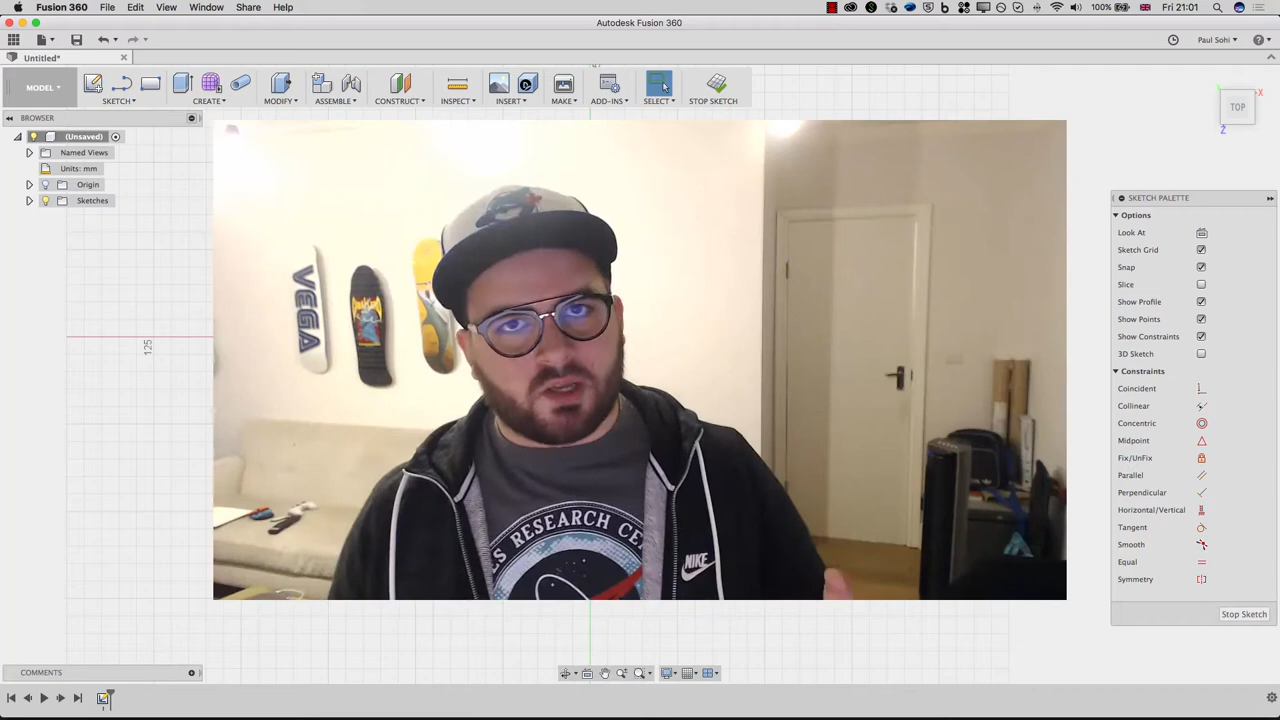 Fusion 360 File Edit View Window Share Help
100% Fri 21:01
Autodesk Fusion 360
Paul Sohi
Untitled*
MODEL
SKETCH CREATE MODIFY ASSEMBLE CONSTRUCT INSPECT INSERT MAKE ADD-INS SELECT STOP SKETCH
TOP
X
Z
BROWSER
(Unsaved)
Named Views
Units: mm
Origin
Sketches
125
VEGA
RESEARCH CE
NIKE
SKETCH PALETTE
Options
Look At
Sketch Grid
Snap
Slice
Show Profile
Show Points
Show Constraints
3D Sketch
Constraints
Coincident
Collinear
Concentric
Midpoint
Fix/UnFix
Parallel
Perpendicular
Horizontal/Vertical
Tangent
Smooth
Equal
Symmetry
Stop Sketch
COMMENTS